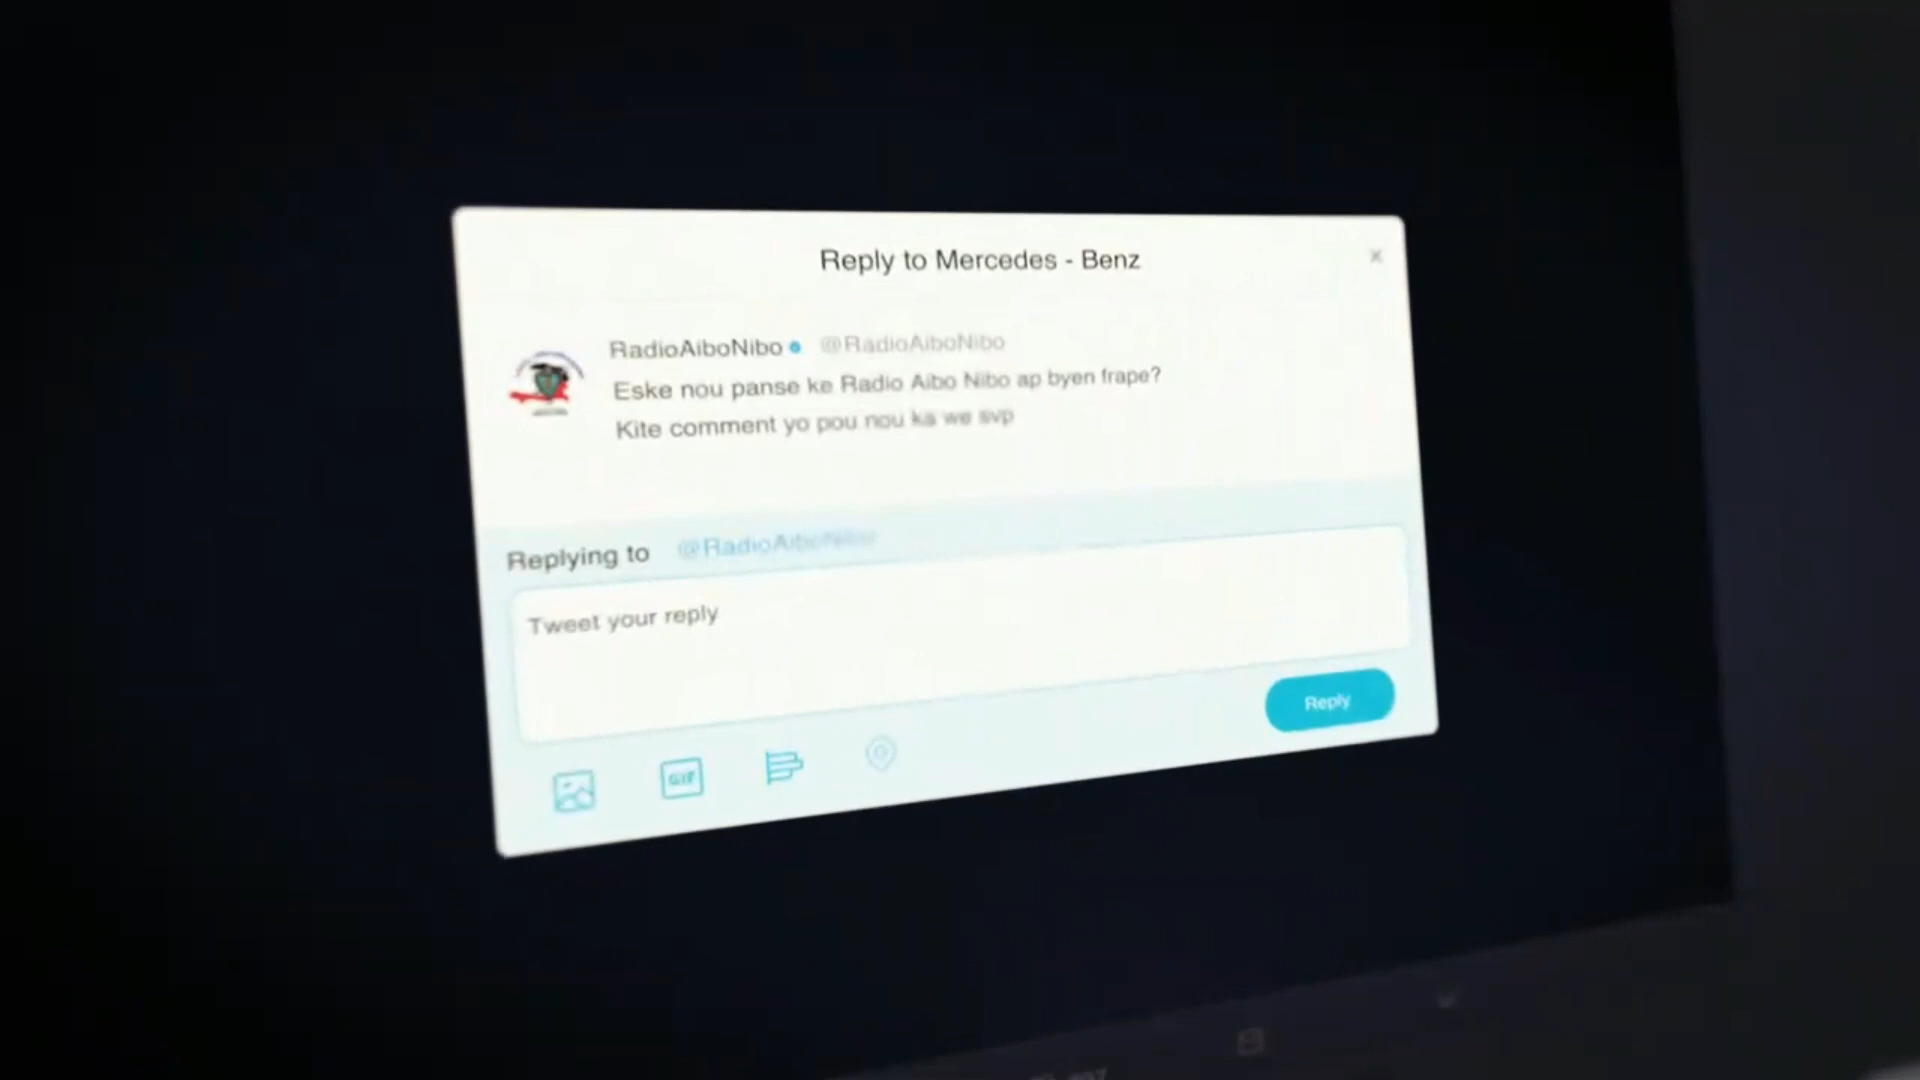 Reply to Mercedes - Benz
RadioAiboNibo @RadioAiboNibo
Eske nou panse ke Radio Aibo Nibo ap byen frape?
Kite comment yo pou nou ka we svp
Replying to @RadioAiboNibo
Tweet your reply
GIF
Reply